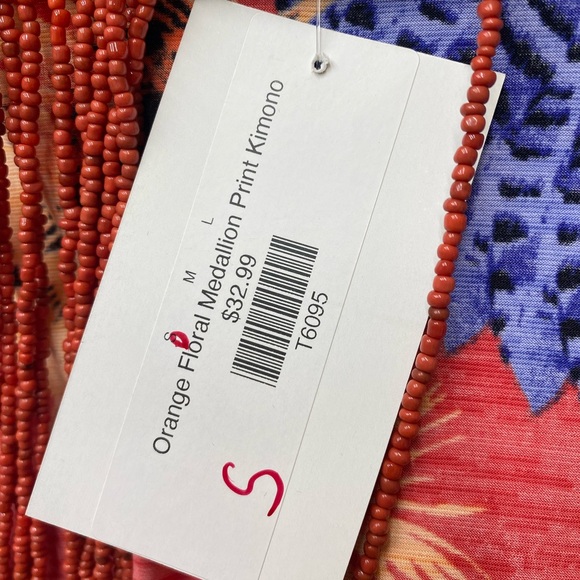 S M L
Orange Floral Medallion Print Kimono
$32.99
T6095
S